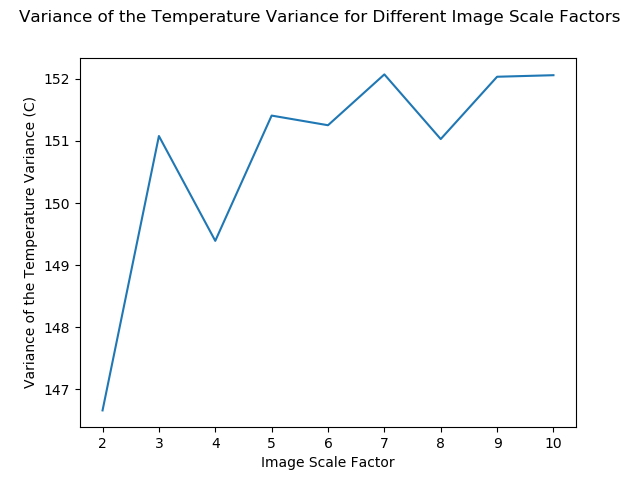 Variance of the Temperature Variance for Different Image Scale Factors
Variance of the Temperature Variance (C)
152
151
150
149
148
147
2 3 4 5 6 7 8 9 10
Image Scale Factor